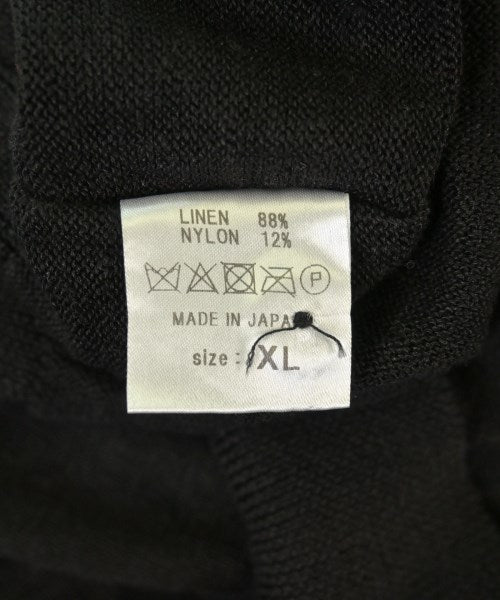 LINEN 88%
NYLON 12%
P
MADE IN JAPAN
size : XL